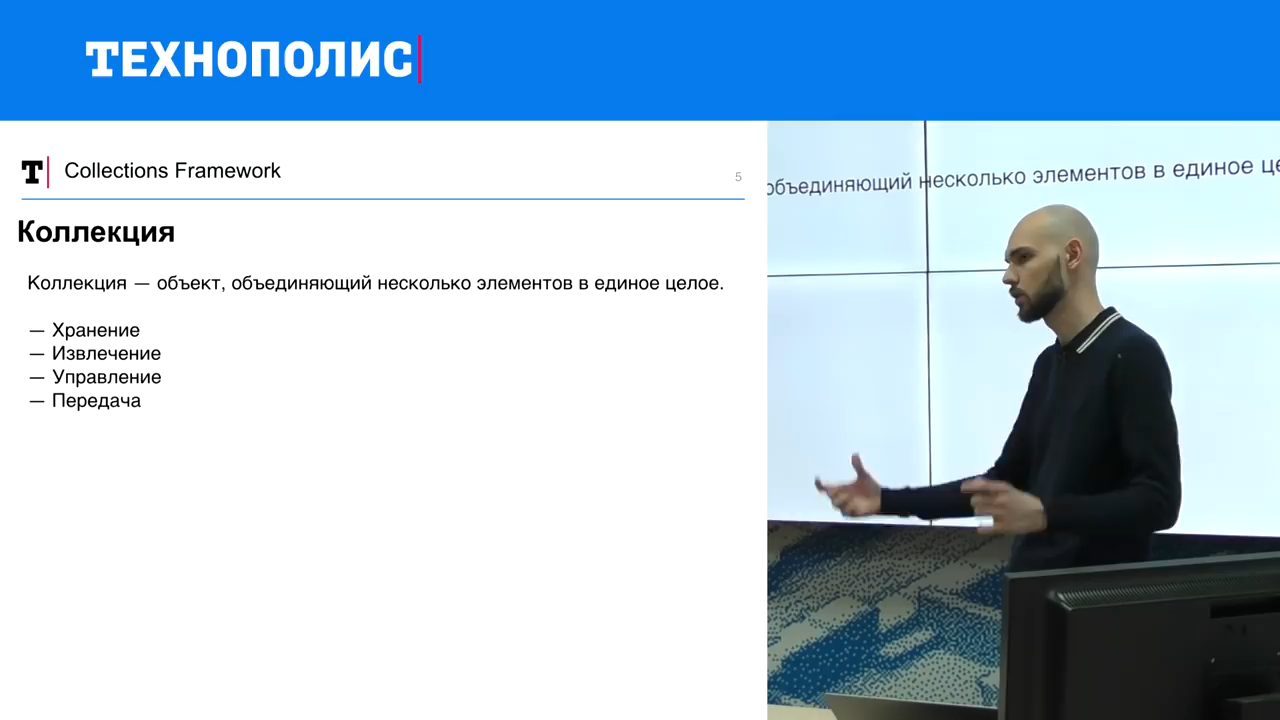 ТЕХНОПОЛИС
T
Collections Framework
5
Коллекция
Коллекция — объект, объединяющий несколько элементов в единое целое.
— Хранение
— Извлечение
— Управление
— Передача
объединяющий несколько элементов в единое це